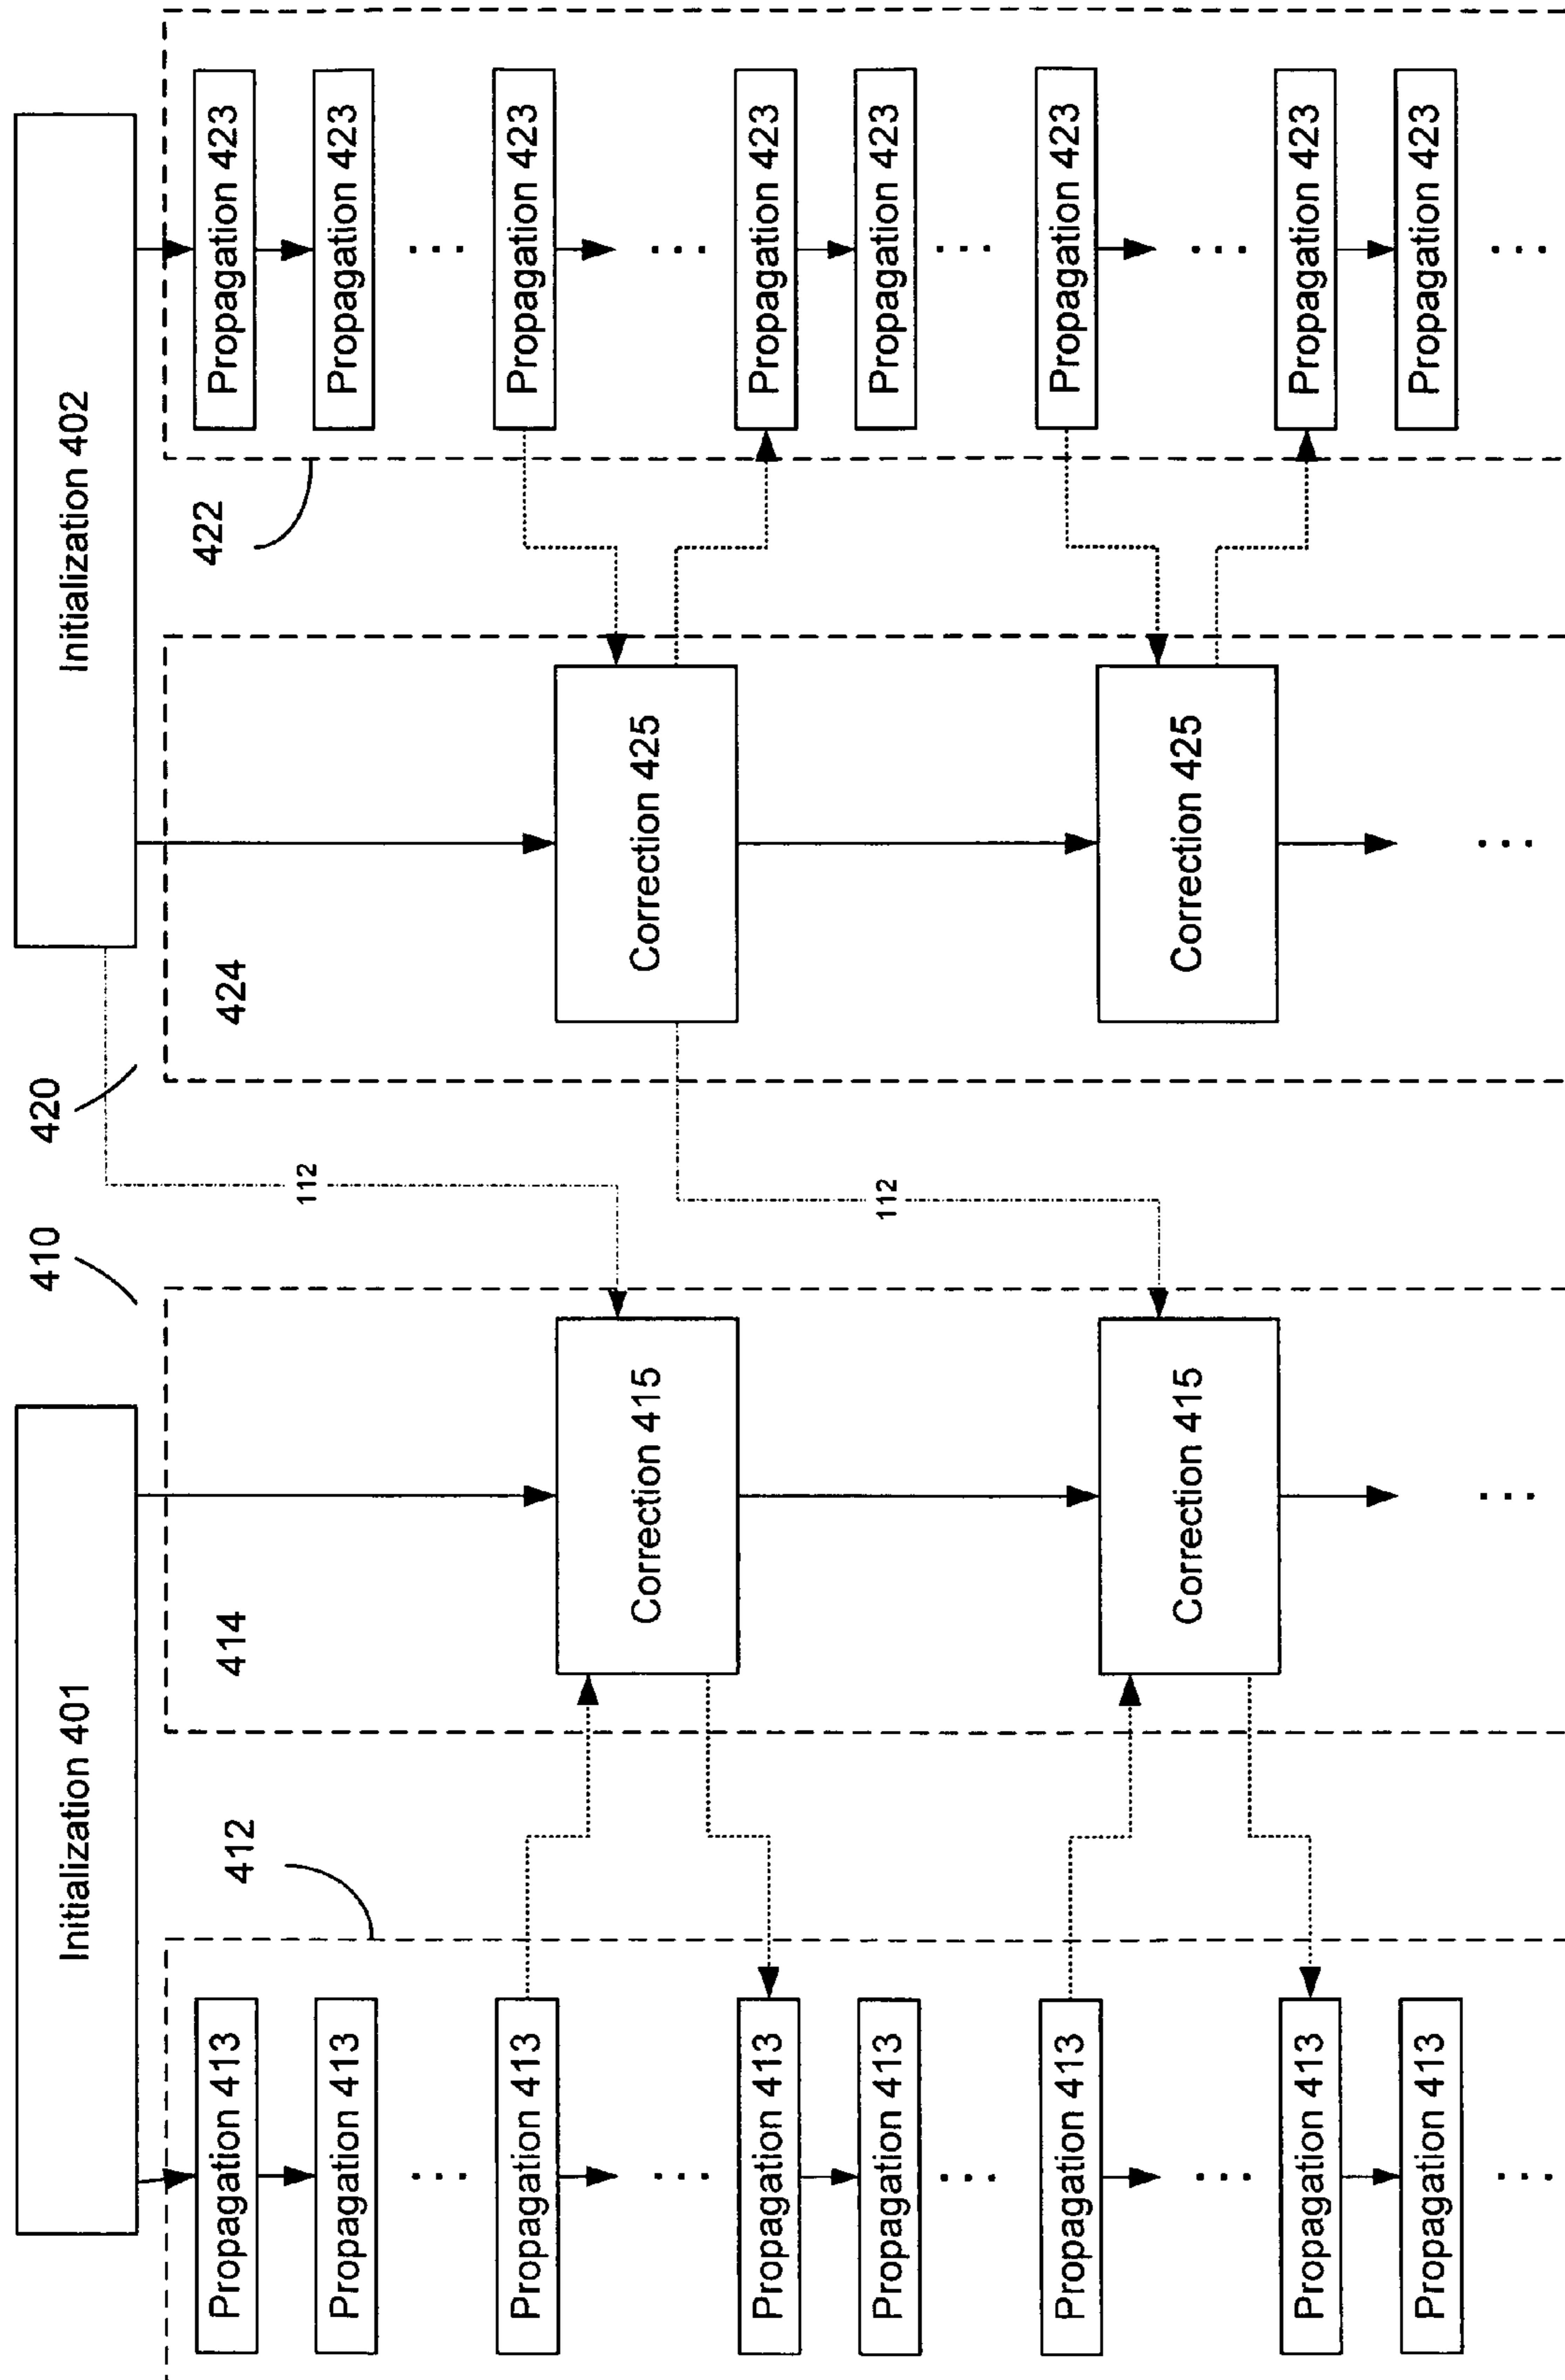 Initialization 401
410
420
Initialization 402
Propagation 413
412
414
424
422
Propagation 423
Propagation 413
112
Propagation 423
...
...
Propagation 413
Propagation 423
Correction 415
Correction 425
...
...
Propagation 413
Propagation 423
Propagation 413
112
Propagation 423
...
...
Propagation 413
Propagation 423
Correction 415
Correction 425
...
...
Propagation 413
Propagation 423
Propagation 413
Propagation 423
...
...
...
...